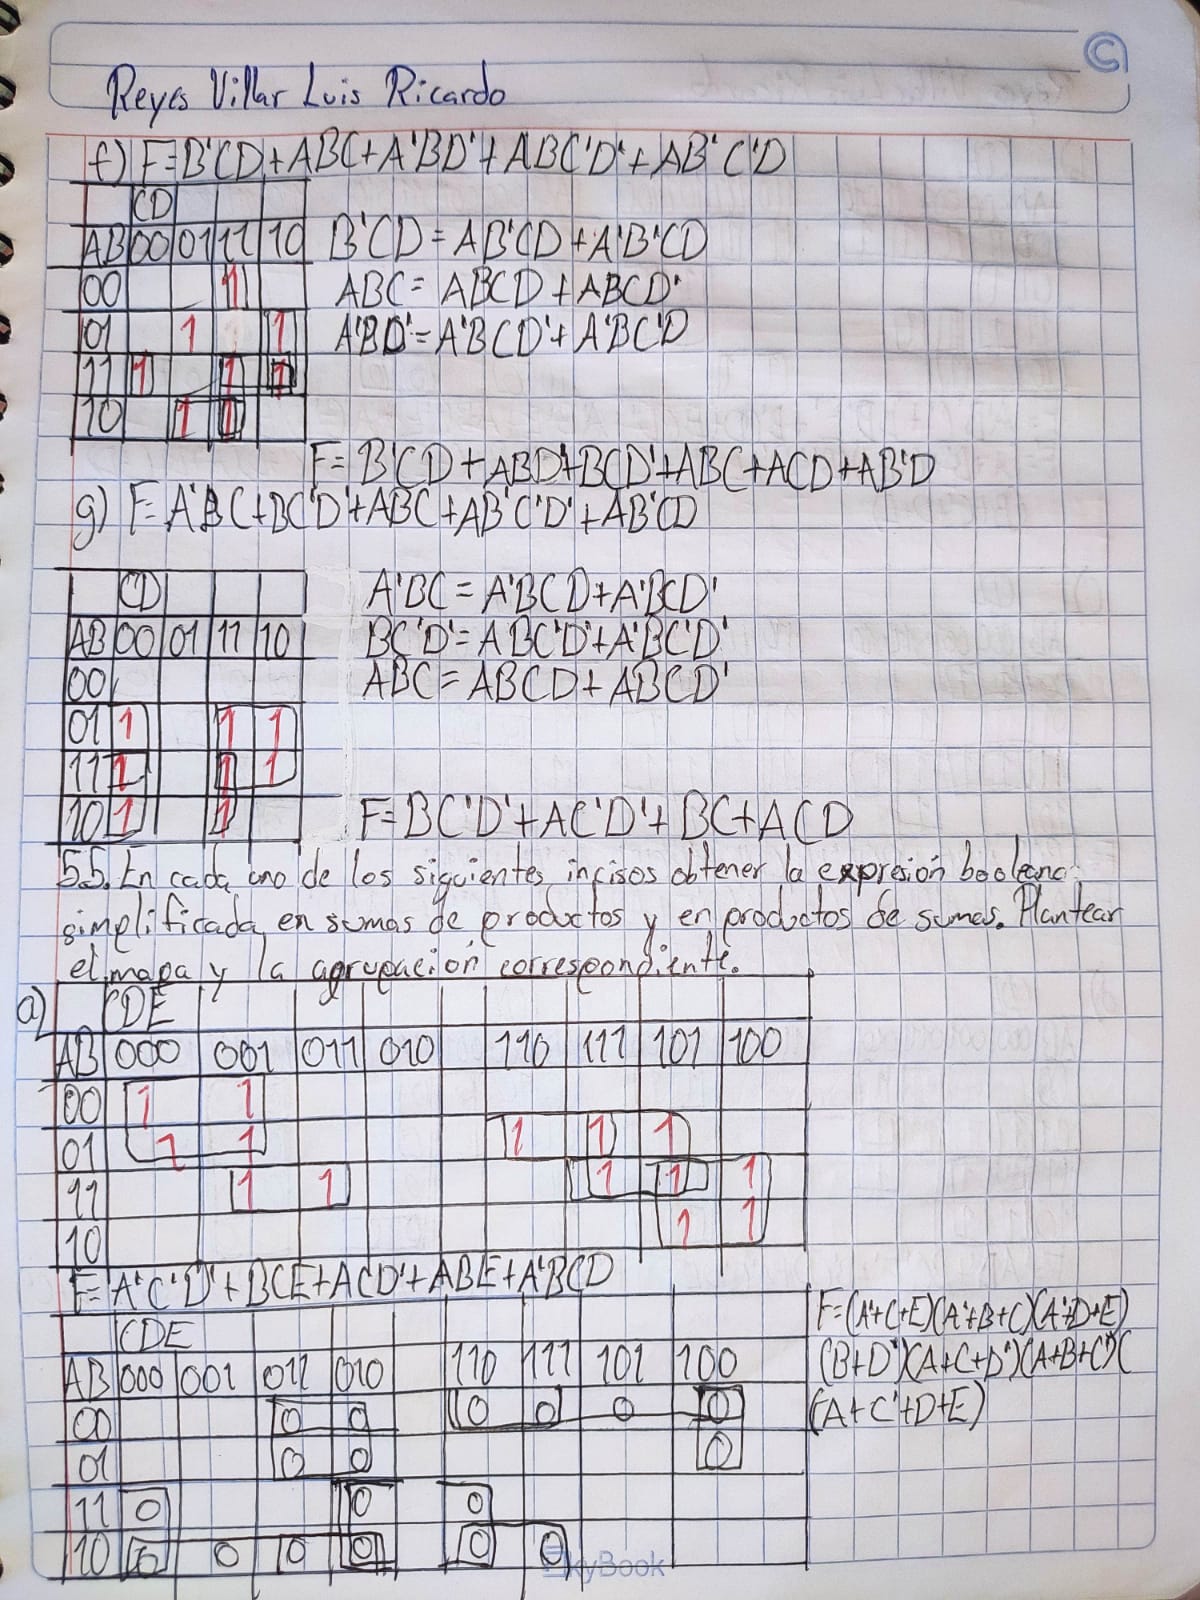 Reyes Villar Luis Ricardo
f) F=B'CD+ABC+A'BD'+ABC'D'+AB'C'D
CD
AB 00 01 11 10 B'CD = AB'CD+A'B'CD
00 1 ABC= ABCD+ABCD'
01 1 1 A'BD'=A'BCD'+A'BC'D
11 1 1 1
10 1 1
F= B'CD+ABD'+BCD'+ABC+ACD+AB'D
g) F=A'BC+BC'D'+ABC+AB'C'D'+AB'CD
CD A'BC=A'BCD+A'BCD'
AB 00 01 11 10 BC'D'=ABC'D'+A'BC'D'
00 ABC=ABCD+ABCD'
01 1 1 1
11 1 1 1
10 1 1 F=BC'D'+AC'D'+BC+ACD
5.5. En cada uno de los siguientes incisos obtener la expresión booleana
simplificada en sumas de productos y en productos de sumas. Plantear
el mapa y la agrupación correspondiente.
a) CDE
AB 000 001 011 010 110 111 101 100
00 1 1
01 1 1 1 1 1
11 1 1 1 1 1
10 1 1
F=A'C'D'+BCE+ACD'+ABE+A'BCD
CDE F=(A'+C+E)(A'+B+C)(A'+D+E)
AB 000 001 011 010 110 111 101 100 (B+D')(A+C+D')(A+B+C')(
00 0 0 0 0 0 0 (A+C'+D+E)
01 0 0 0
11 0 0 0
10 0 0 0 0 0 0
SkyBook